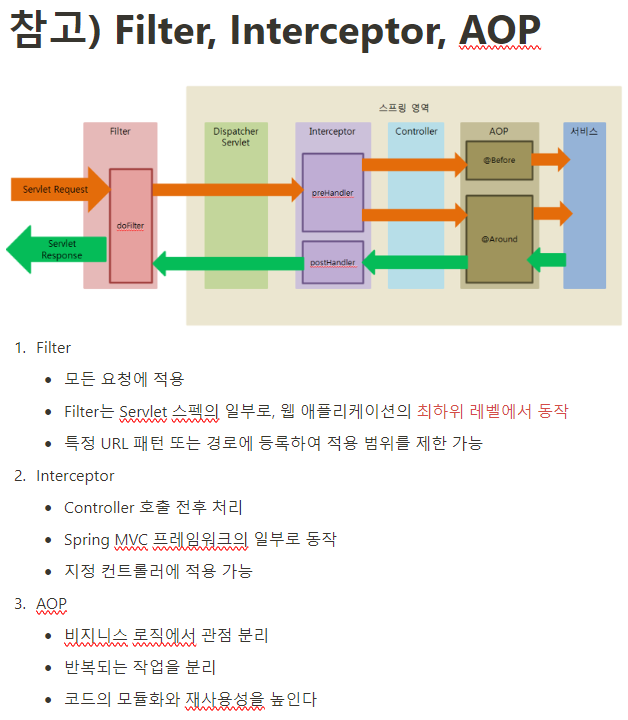 참고) Filter, Interceptor, AOP
스프링 영역
Filter
Dispatcher
Servlet
Interceptor
Controller
AOP
서비스
Servlet Request
doFilter
preHandler
@Before
@Around
Servlet
Response
postHandler
1. Filter
• 모든 요청에 적용
• Filter는 Servlet 스펙의 일부로, 웹 애플리케이션의 최하위 레벨에서 동작
• 특정 URL 패턴 또는 경로에 등록하여 적용 범위를 제한 가능
2. Interceptor
• Controller 호출 전후 처리
• Spring MVC 프레임워크의 일부로 동작
• 지정 컨트롤러에 적용 가능
3. AOP
• 비지니스 로직에서 관점 분리
• 반복되는 작업을 분리
• 코드의 모듈화와 재사용성을 높인다